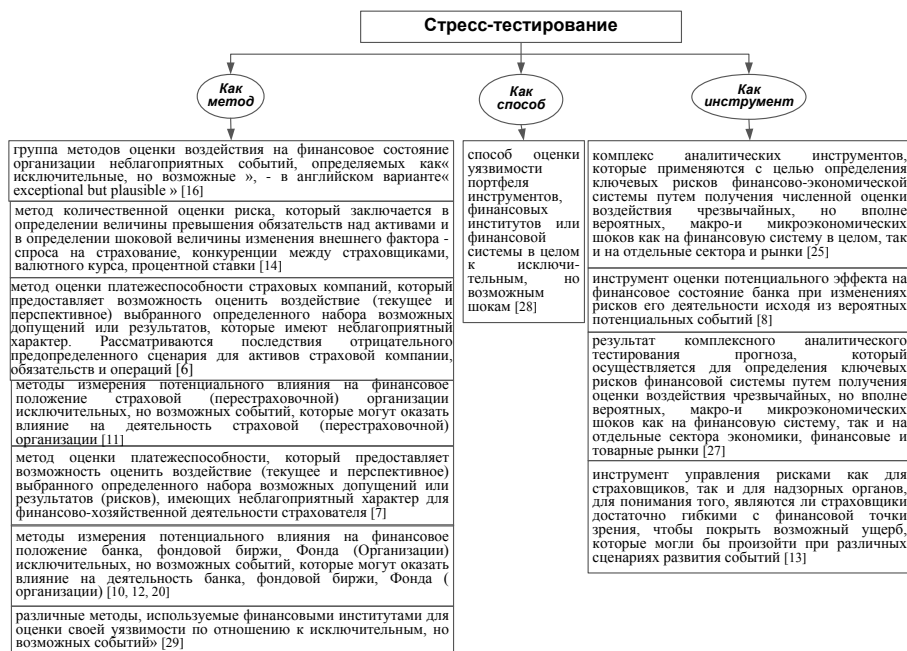 Стресс-тестирование
Как
метод
Как
способ
Как
инструмент
группа методов оценки воздействия на финансовое состояние
организации неблагоприятных событий, определяемых как«
исключительные, но возможные », - в английском варианте«
exceptional but plausible » [16]
метод количественной оценки риска, который заключается в
определении величины превышения обязательств над активами и
в определении шоковой величины изменения внешнего фактора -
спроса на страхование, конкуренции между страховщиками,
валютного курса, процентной ставки [14]
метод оценки платежеспособности страховых компаний, который
предоставляет возможность оценить воздействие (текущее и
перспективное) выбранного определенного набора возможных
допущений или результатов, которые имеют неблагоприятный
характер. Рассматриваются последствия отрицательного
предопределенного сценария для активов страховой компании,
обязательств и операций [6]
методы измерения потенциального влияния на финансовое
положение страховой (перестраховочной) организации
исключительных, но возможных событий, которые могут оказать
влияние на деятельность страховой (перестраховочной)
организации [11]
метод оценки платежеспособности, который предоставляет
возможность оценить воздействие (текущее и перспективное)
выбранного определенного набора возможных допущений или
результатов (рисков), имеющих неблагоприятный характер для
финансово-хозяйственной деятельности страхователя [7]
методы измерения потенциального влияния на финансовое
положение банка, фондовой биржи, Фонда (Организации)
исключительных, но возможных событий, которые могут оказать
влияние на деятельность банка, фондовой биржи, Фонда (
организации) [10, 12, 20]
различные методы, используемые финансовыми институтами для
оценки своей уязвимости по отношению к исключительным, но
возможных событий» [29]
способ оценки
уязвимости
портфеля
инструментов,
финансовых
институтов или
финансовой
системы в целом
к исключи-
тельным, но
возможным
шокам [28]
комплекс аналитических инструментов,
которые применяются с целью определения
ключевых рисков финансово-экономической
системы путем получения численной оценки
воздействия чрезвычайных, но вполне
вероятных, макро-и микроэкономических
шоков как на финансовую систему в целом, так
и на отдельные сектора и рынки [25]
инструмент оценки потенциального эффекта на
финансовое состояние банка при изменениях
рисков его деятельности исходя из вероятных
потенциальных событий [8]
результат комплексного аналитического
тестирования прогноза, который
осуществляется для определения ключевых
рисков финансовой системы путем получения
оценки воздействия чрезвычайных, но вполне
вероятных, макро-и микроэкономических
шоков как на финансовую систему, так и на
отдельные сектора экономики, финансовые и
товарные рынки [27]
инструмент управления рисками как для
страховщиков, так и для надзорных органов,
для понимания того, являются ли страховщики
достаточно гибкими с финансовой точки
зрения, чтобы покрыть возможный ущерб,
которые могли бы произойти при различных
сценариях развития событий [13]